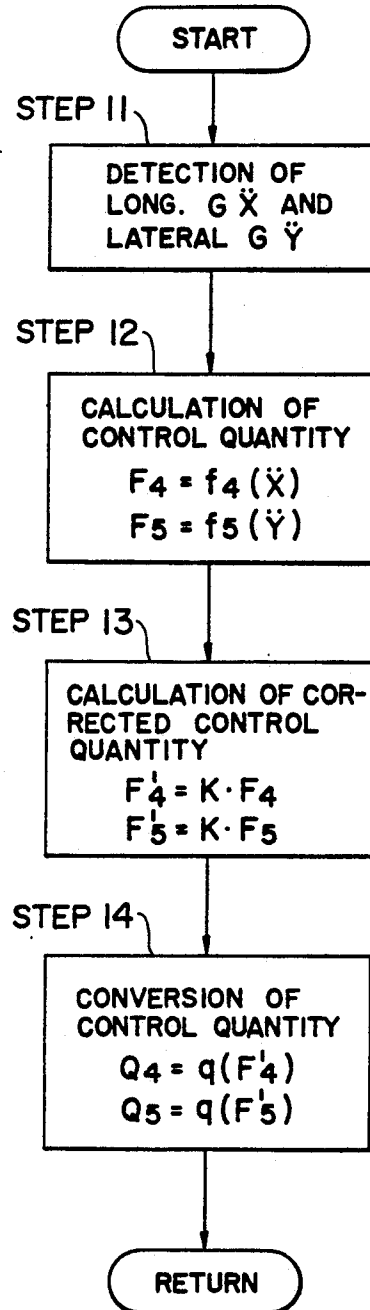 START
STEP 11
DETECTION OF
LONG. G Ẍ AND
LATERAL G Ÿ
STEP 12
CALCULATION OF
CONTROL QUANTITY
F4 = f4 (Ẍ)
F5 = f5 (Ÿ)
STEP 13
CALCULATION OF COR-
RECTED CONTROL
QUANTITY
F'4 = K · F4
F'5 = K · F5
STEP 14
CONVERSION OF
CONTROL QUANTITY
Q4 = q(F'4)
Q5 = q(F'5)
RETURN